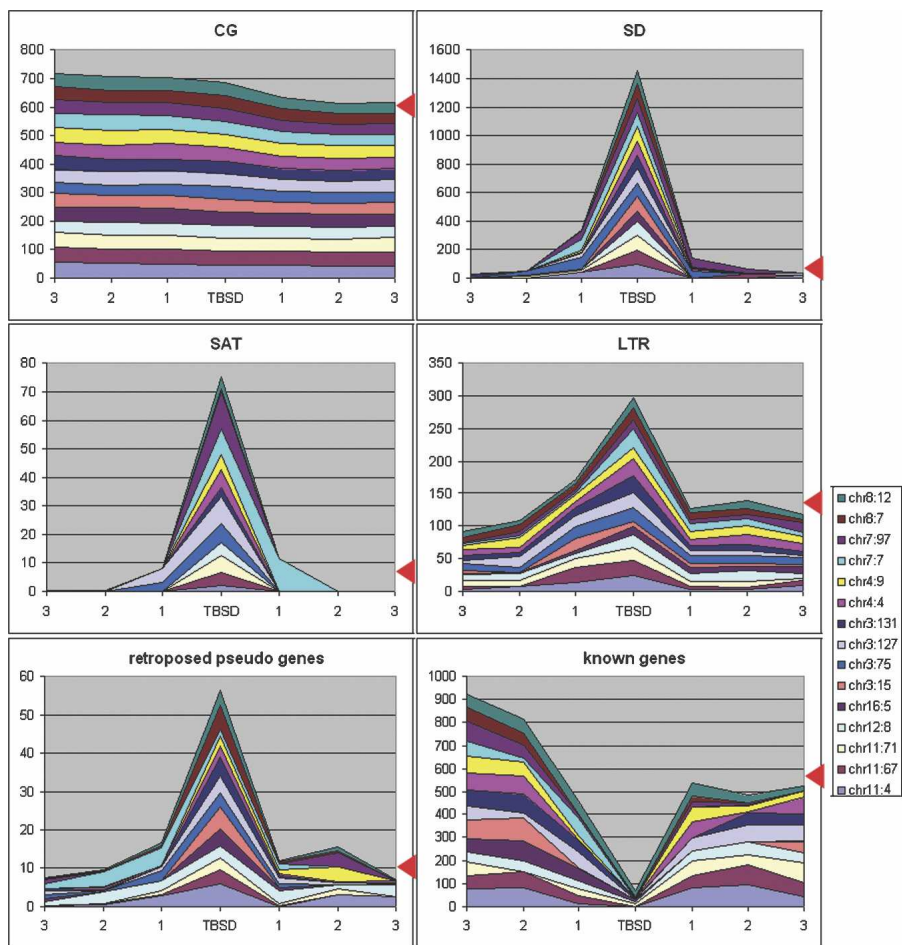 CG
800
700
600
500
400
300
200
100
0
3 2 1 TBSD 1 2 3
SD
1600
1400
1200
1000
800
600
400
200
0
3 2 1 TBSD 1 2 3
SAT
80
70
60
50
40
30
20
10
0
3 2 1 TBSD 1 2 3
LTR
350
300
250
200
150
100
50
0
3 2 1 TBSD 1 2 3
retroposed pseudo genes
60
50
40
30
20
10
0
3 2 1 TBSD 1 2 3
known genes
1000
900
800
700
600
500
400
300
200
100
0
3 2 1 TBSD 1 2 3
chr8:12
chr8:7
chr7:97
chr7:7
chr4:9
chr4:4
chr3:131
chr3:127
chr3:75
chr3:15
chr16:5
chr12:8
chr11:71
chr11:67
chr11:4